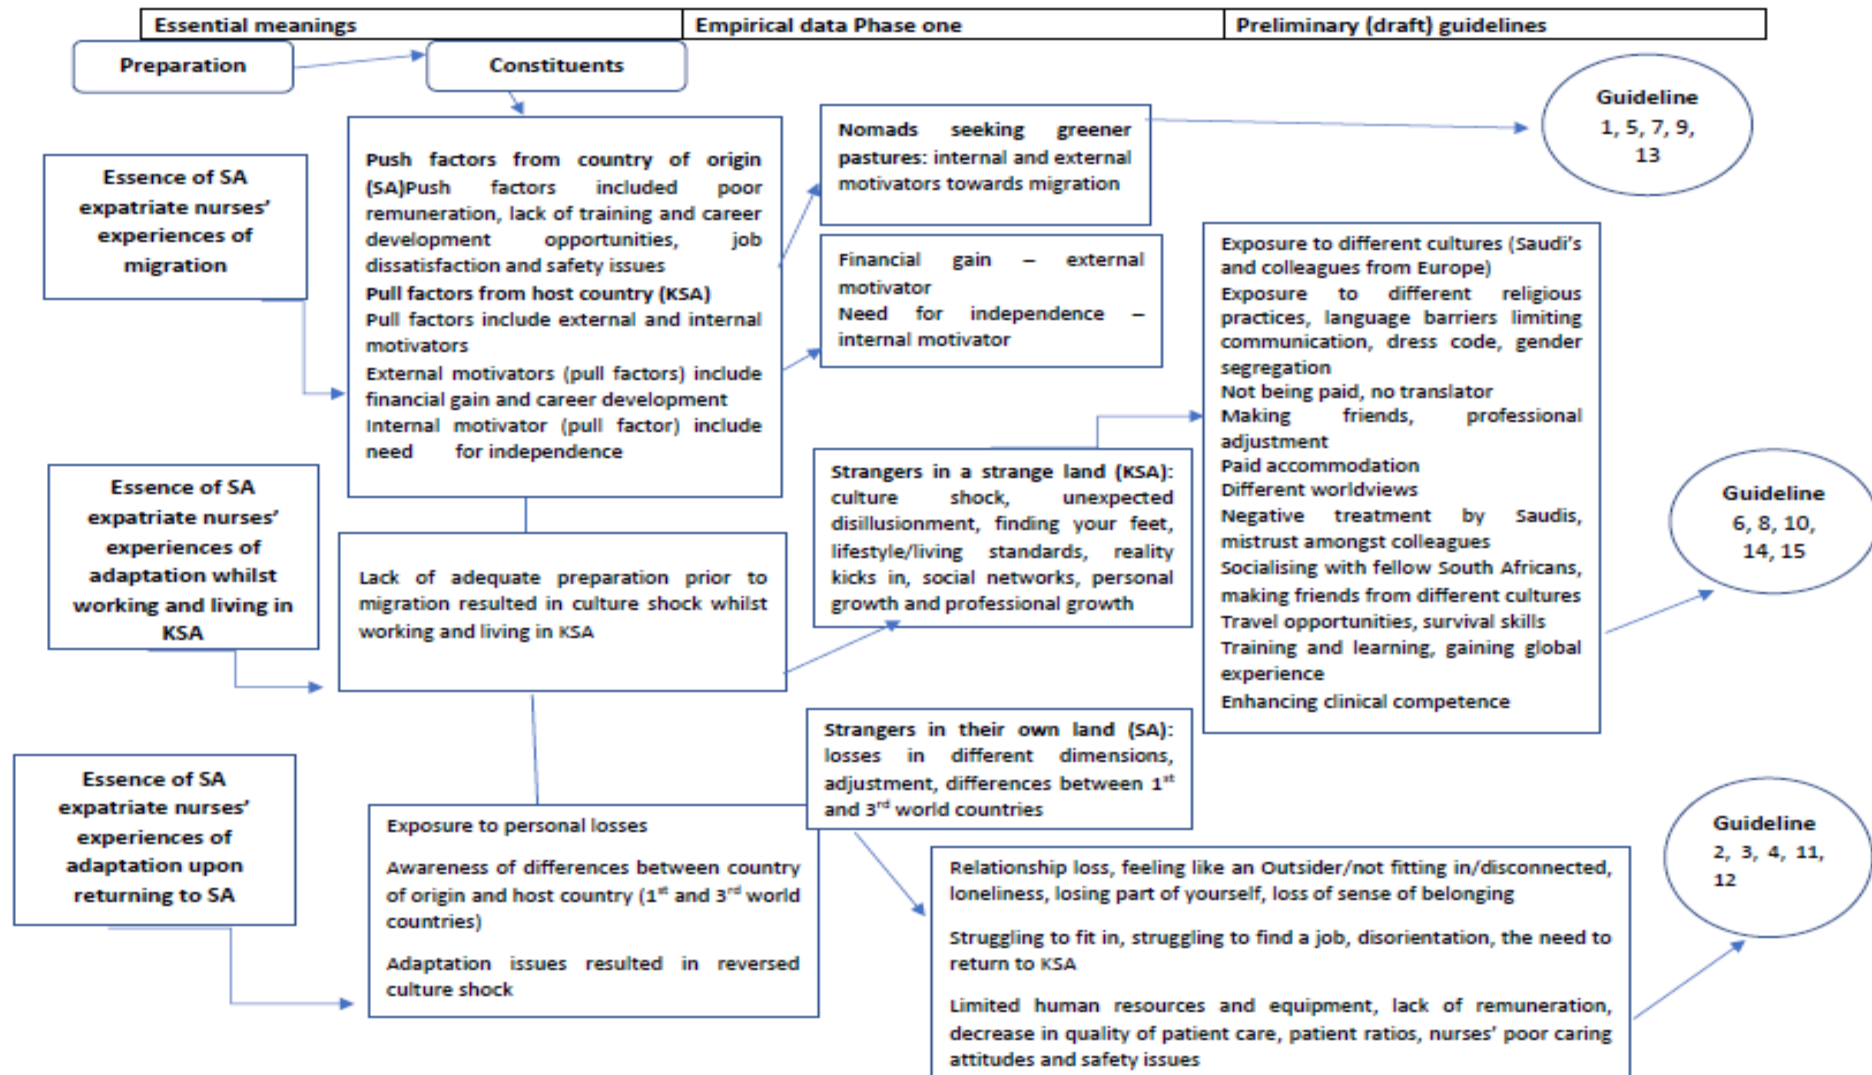 Essential meanings
Empirical data Phase one
Preliminary (draft) guidelines
Preparation
Constituents
Essence of SA
expatriate nurses’
experiences of
migration
Push factors from country of origin
(SA)Push factors included poor
remuneration, lack of training and career
development opportunities, job
dissatisfaction and safety issues
Pull factors from host country (KSA)
Pull factors include external and internal
motivators
External motivators (pull factors) include
financial gain and career development
Internal motivator (pull factor) include
need for independence
Nomads seeking greener
pastures: internal and external
motivators towards migration
Financial gain – external
motivator
Need for independence –
internal motivator
Guideline
1, 5, 7, 9,
13
Essence of SA
expatriate nurses’
experiences of
adaptation whilst
working and living in
KSA
Lack of adequate preparation prior to
migration resulted in culture shock whilst
working and living in KSA
Strangers in a strange land (KSA):
culture shock, unexpected
disillusionment, finding your feet,
lifestyle/living standards, reality
kicks in, social networks, personal
growth and professional growth
Exposure to different cultures (Saudi’s
and colleagues from Europe)
Exposure to different religious
practices, language barriers limiting
communication, dress code, gender
segregation
Not being paid, no translator
Making friends, professional
adjustment
Paid accommodation
Different worldviews
Negative treatment by Saudis,
mistrust amongst colleagues
Socialising with fellow South Africans,
making friends from different cultures
Travel opportunities, survival skills
Training and learning, gaining global
experience
Enhancing clinical competence
Guideline
6, 8, 10,
14, 15
Essence of SA
expatriate nurses’
experiences of
adaptation upon
returning to SA
Exposure to personal losses
Awareness of differences between country
of origin and host country (1st and 3rd world
countries)
Adaptation issues resulted in reversed
culture shock
Strangers in their own land (SA):
losses in different dimensions,
adjustment, differences between 1st
and 3rd world countries
Relationship loss, feeling like an Outsider/not fitting in/disconnected,
loneliness, losing part of yourself, loss of sense of belonging
Struggling to fit in, struggling to find a job, disorientation, the need to
return to KSA
Limited human resources and equipment, lack of remuneration,
decrease in quality of patient care, patient ratios, nurses’ poor caring
attitudes and safety issues
Guideline
2, 3, 4, 11,
12